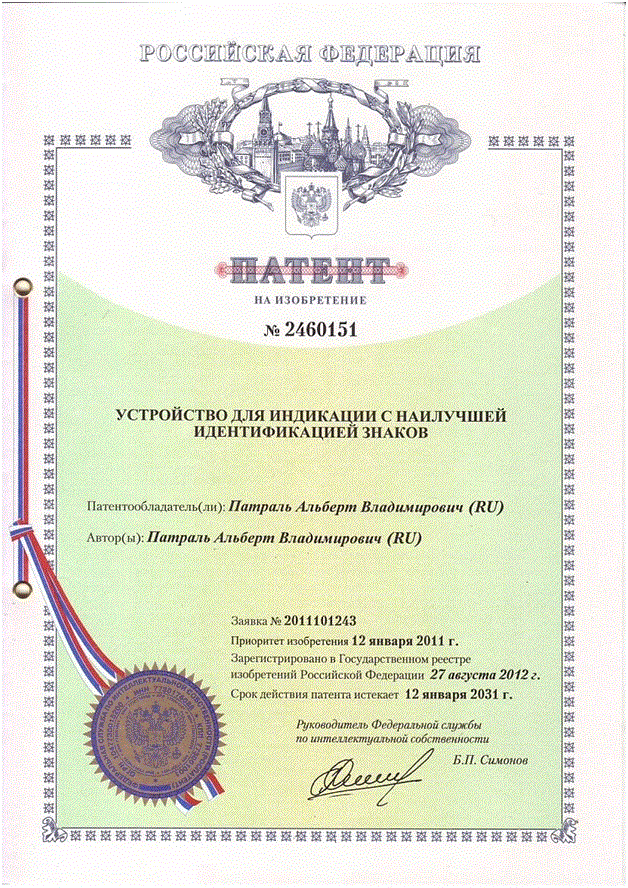 РОССИЙСКАЯ ФЕДЕРАЦИЯ
ПАТЕНТ
НА ИЗОБРЕТЕНИЕ
№ 2460151
УСТРОЙСТВО ДЛЯ ИНДИКАЦИИ С НАИЛУЧШЕЙ
ИДЕНТИФИКАЦИЕЙ ЗНАКОВ
Патентообладатель(ли): Патраль Альберт Владимирович (RU)
Автор(ы): Патраль Альберт Владимирович (RU)
Заявка № 2011101243
Приоритет изобретения 12 января 2011 г.
Зарегистрировано в Государственном реестре
изобретений Российской Федерации 27 августа 2012 г.
Срок действия патента истекает 12 января 2031 г.
Руководитель Федеральной службы
по интеллектуальной собственности
Б.П. Симонов